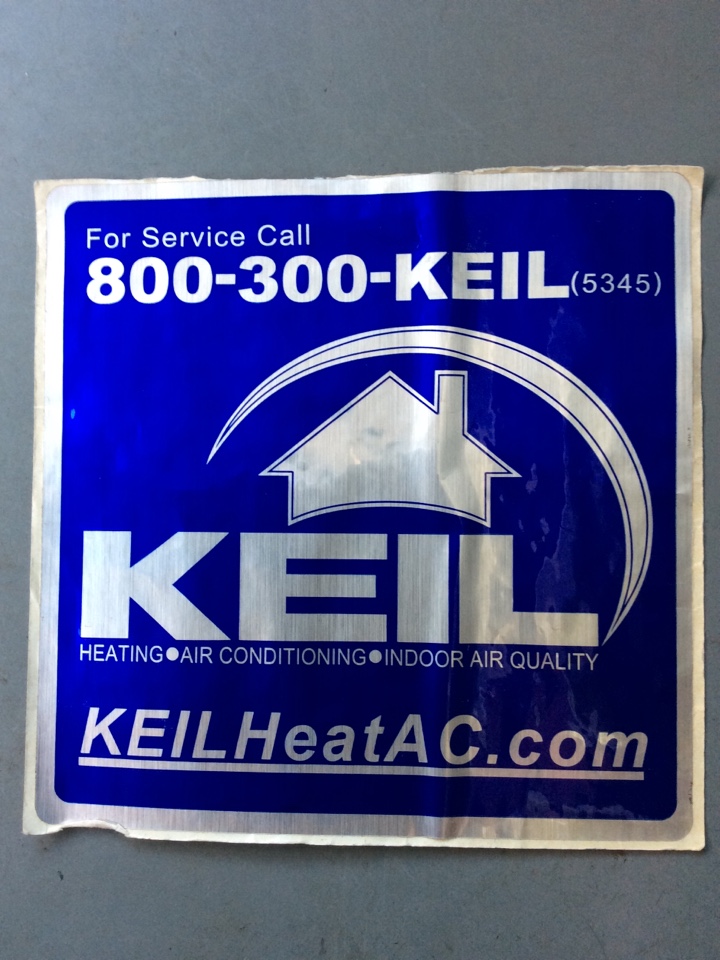 For Service Call
800-300-KEIL(5345)
KEIL
HEATING●AIR CONDITIONING●INDOOR AIR QUALITY
KEILHeatAC.com